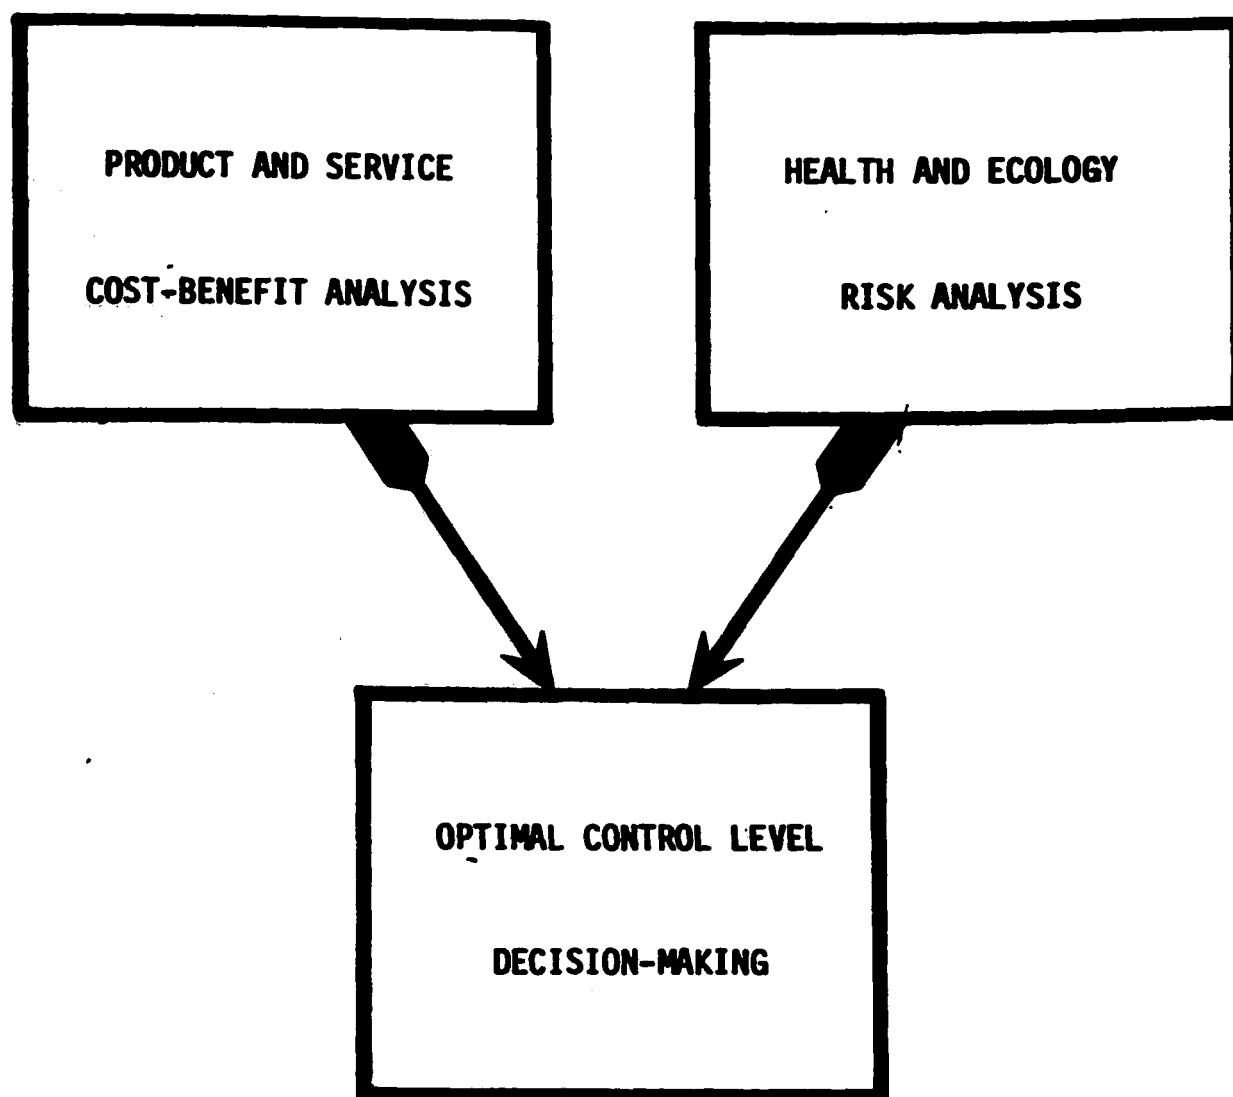 PRODUCT AND SERVICE
COST-BENEFIT ANALYSIS
HEALTH AND ECOLOGY
RISK ANALYSIS
OPTIMAL CONTROL LEVEL
DECISION-MAKING